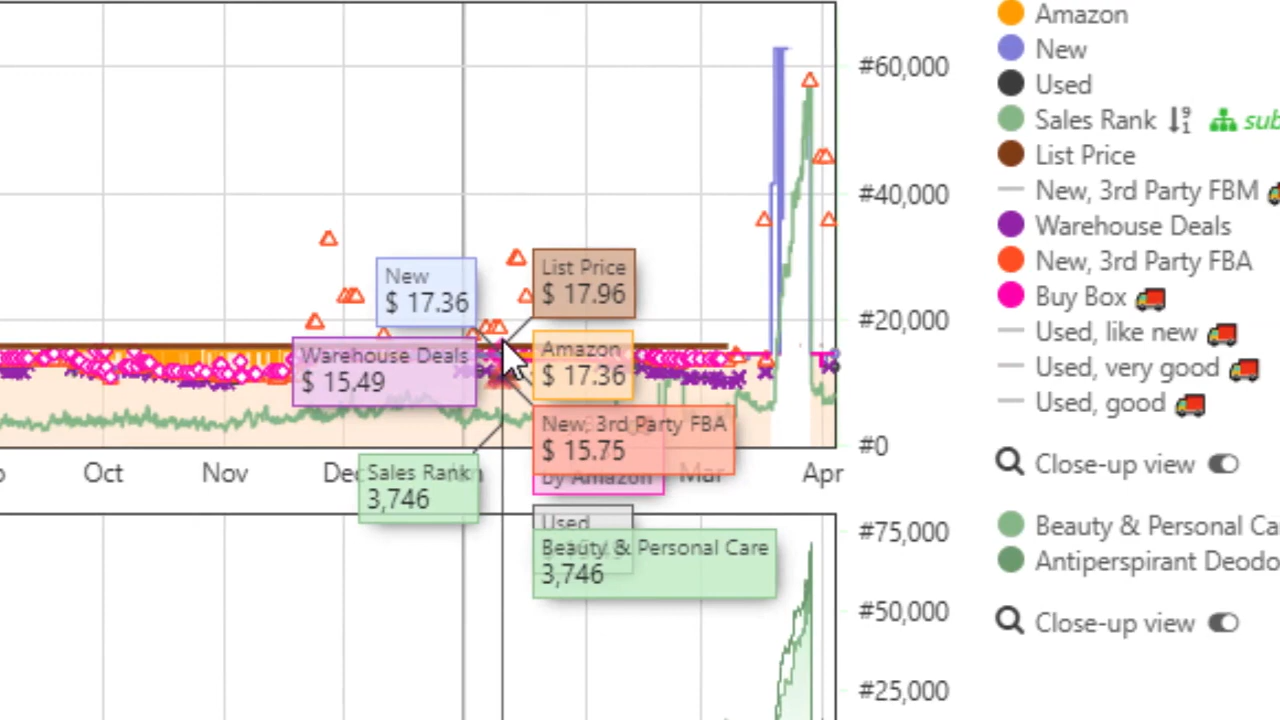 #60,000
#40,000
#20,000
#0
New
$ 17.36
List Price
$ 17.96
Warehouse Deals
$ 15.49
Amazon
$ 17.36
New, 3rd Party FBA
$ 15.75
by Amazon
Sales Rank
3,746
Used
Beauty & Personal Care
3,746
Oct
Nov
Mar
Apr
#75,000
#50,000
#25,000
Amazon
New
Used
Sales Rank
sub
List Price
New, 3rd Party FBM
Warehouse Deals
New, 3rd Party FBA
Buy Box
Used, like new
Used, very good
Used, good
Close-up view
Beauty & Personal Ca
Antiperspirant Deodo
Close-up view